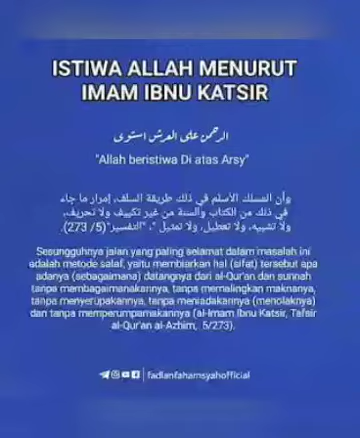 ISTIWA ALLAH MENURUT
IMAM IBNU KATSIR
الرحمن على العرش استوى
"Allah beristiwa Di atas Arsy"
وأن المسلك الأسلم في ذلك طريقة السلف، إمرار ما جاء
في ذلك من الكتاب والسنة من غير تكييف ولا تحريف،
ولا تشبيه، ولا تعطيل، ولا تمثيل "، "التفسير"(5/ 273).
Sesungguhnya jalan yang paling selamat dalam masalah ini
adalah metode salaf, yaitu membiarkan hal (sifat) tersebut apa
adanya (sebagaimana) datangnya dari al-Qur'an dan sunnah
tanpa membagaimanakannya, tanpa memalingkan maknanya,
tanpa menyerupakannya, tanpa meniadakannya (menolaknya)
dan tanpa memperumpamakannya (al-Imam Ibnu Katsir, Tafsir
al-Qur'an al-Azhim, 5/273).
fadlanfahamsyahofficial